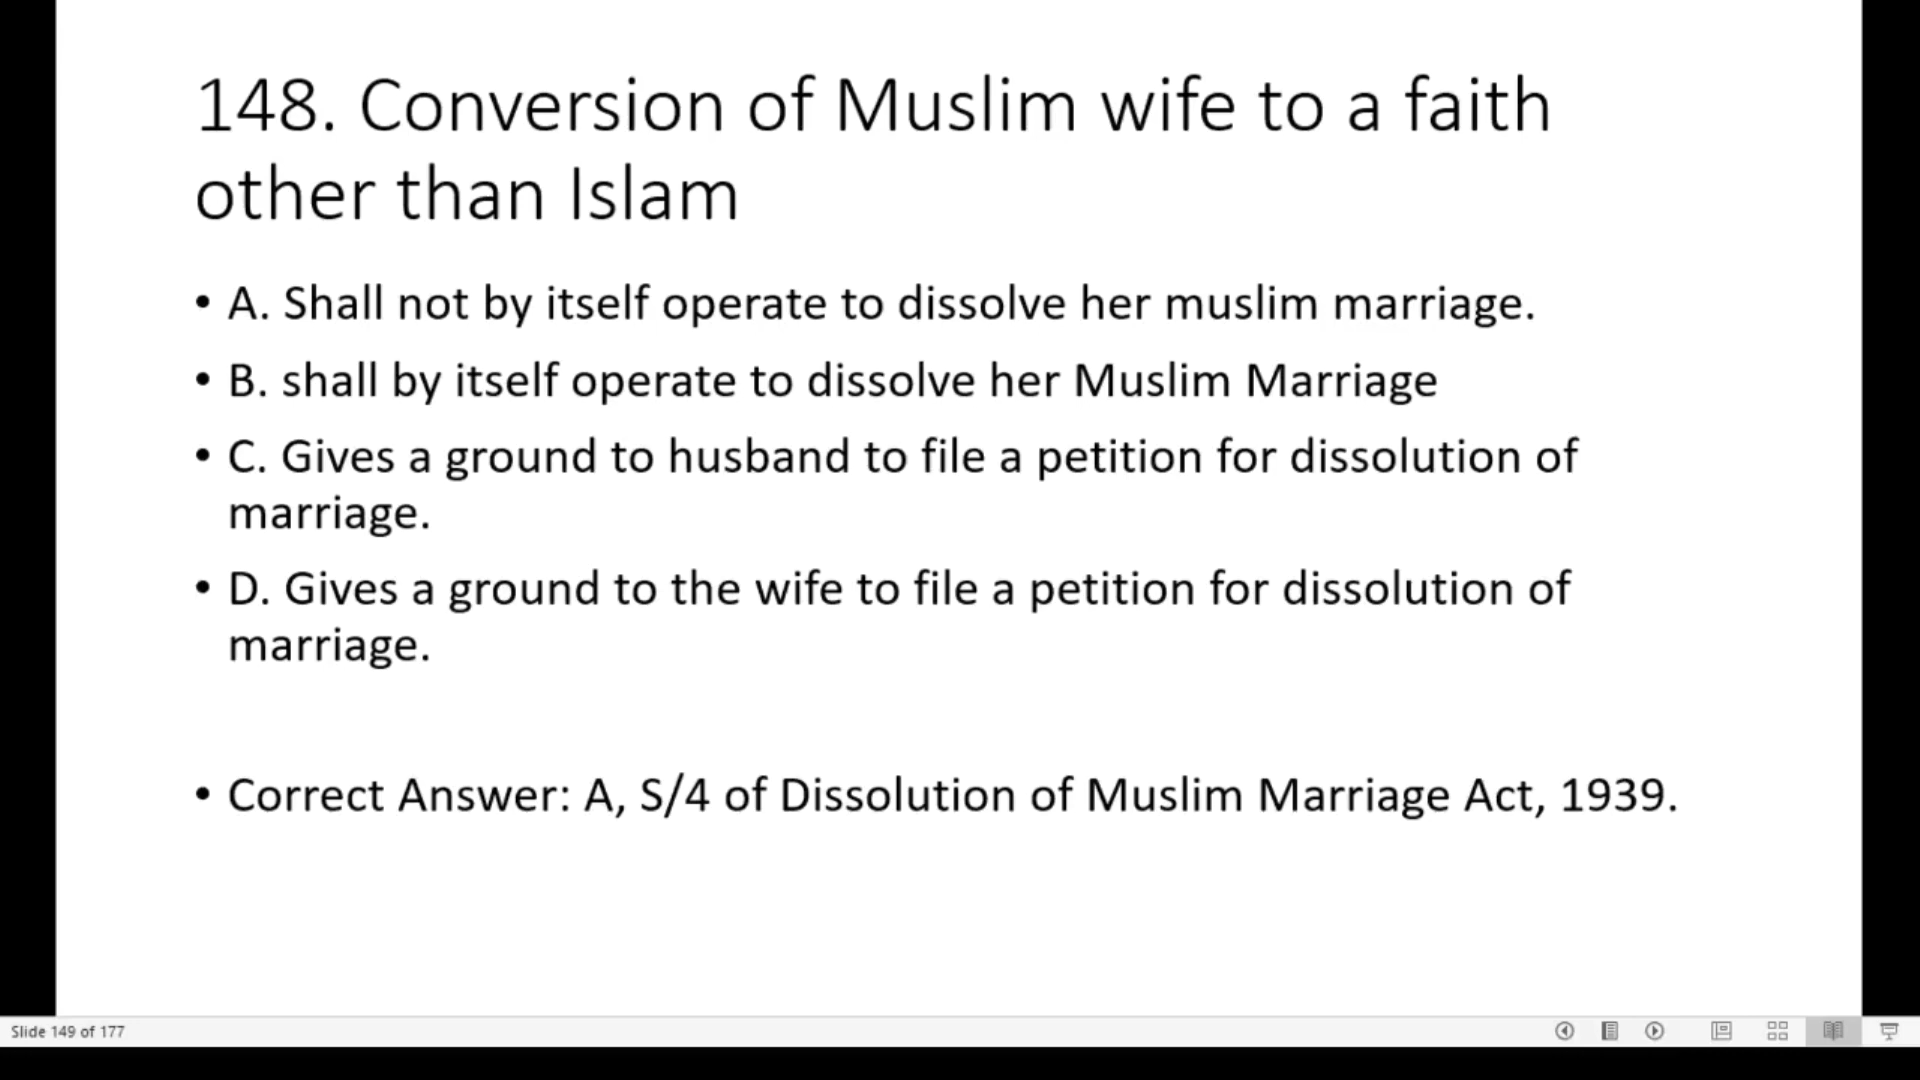 148. Conversion of Muslim wife to a faith
other than Islam
• A. Shall not by itself operate to dissolve her muslim marriage.
• B. shall by itself operate to dissolve her Muslim Marriage
• C. Gives a ground to husband to file a petition for dissolution of
marriage.
• D. Gives a ground to the wife to file a petition for dissolution of
marriage.
• Correct Answer: A, S/4 of Dissolution of Muslim Marriage Act, 1939.
Slide 149 of 177